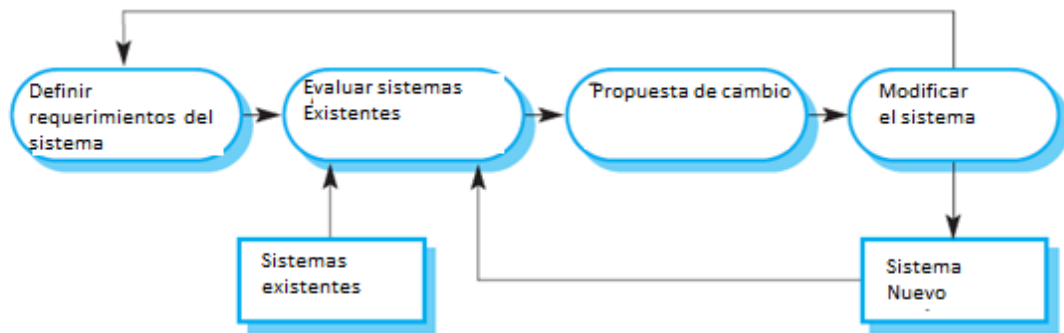 Definir
requerimientos del
sistema
Evaluar sistemas
Existentes
Propuesta de cambio
Modificar
el sistema
Sistemas
existentes
Sistema
Nuevo